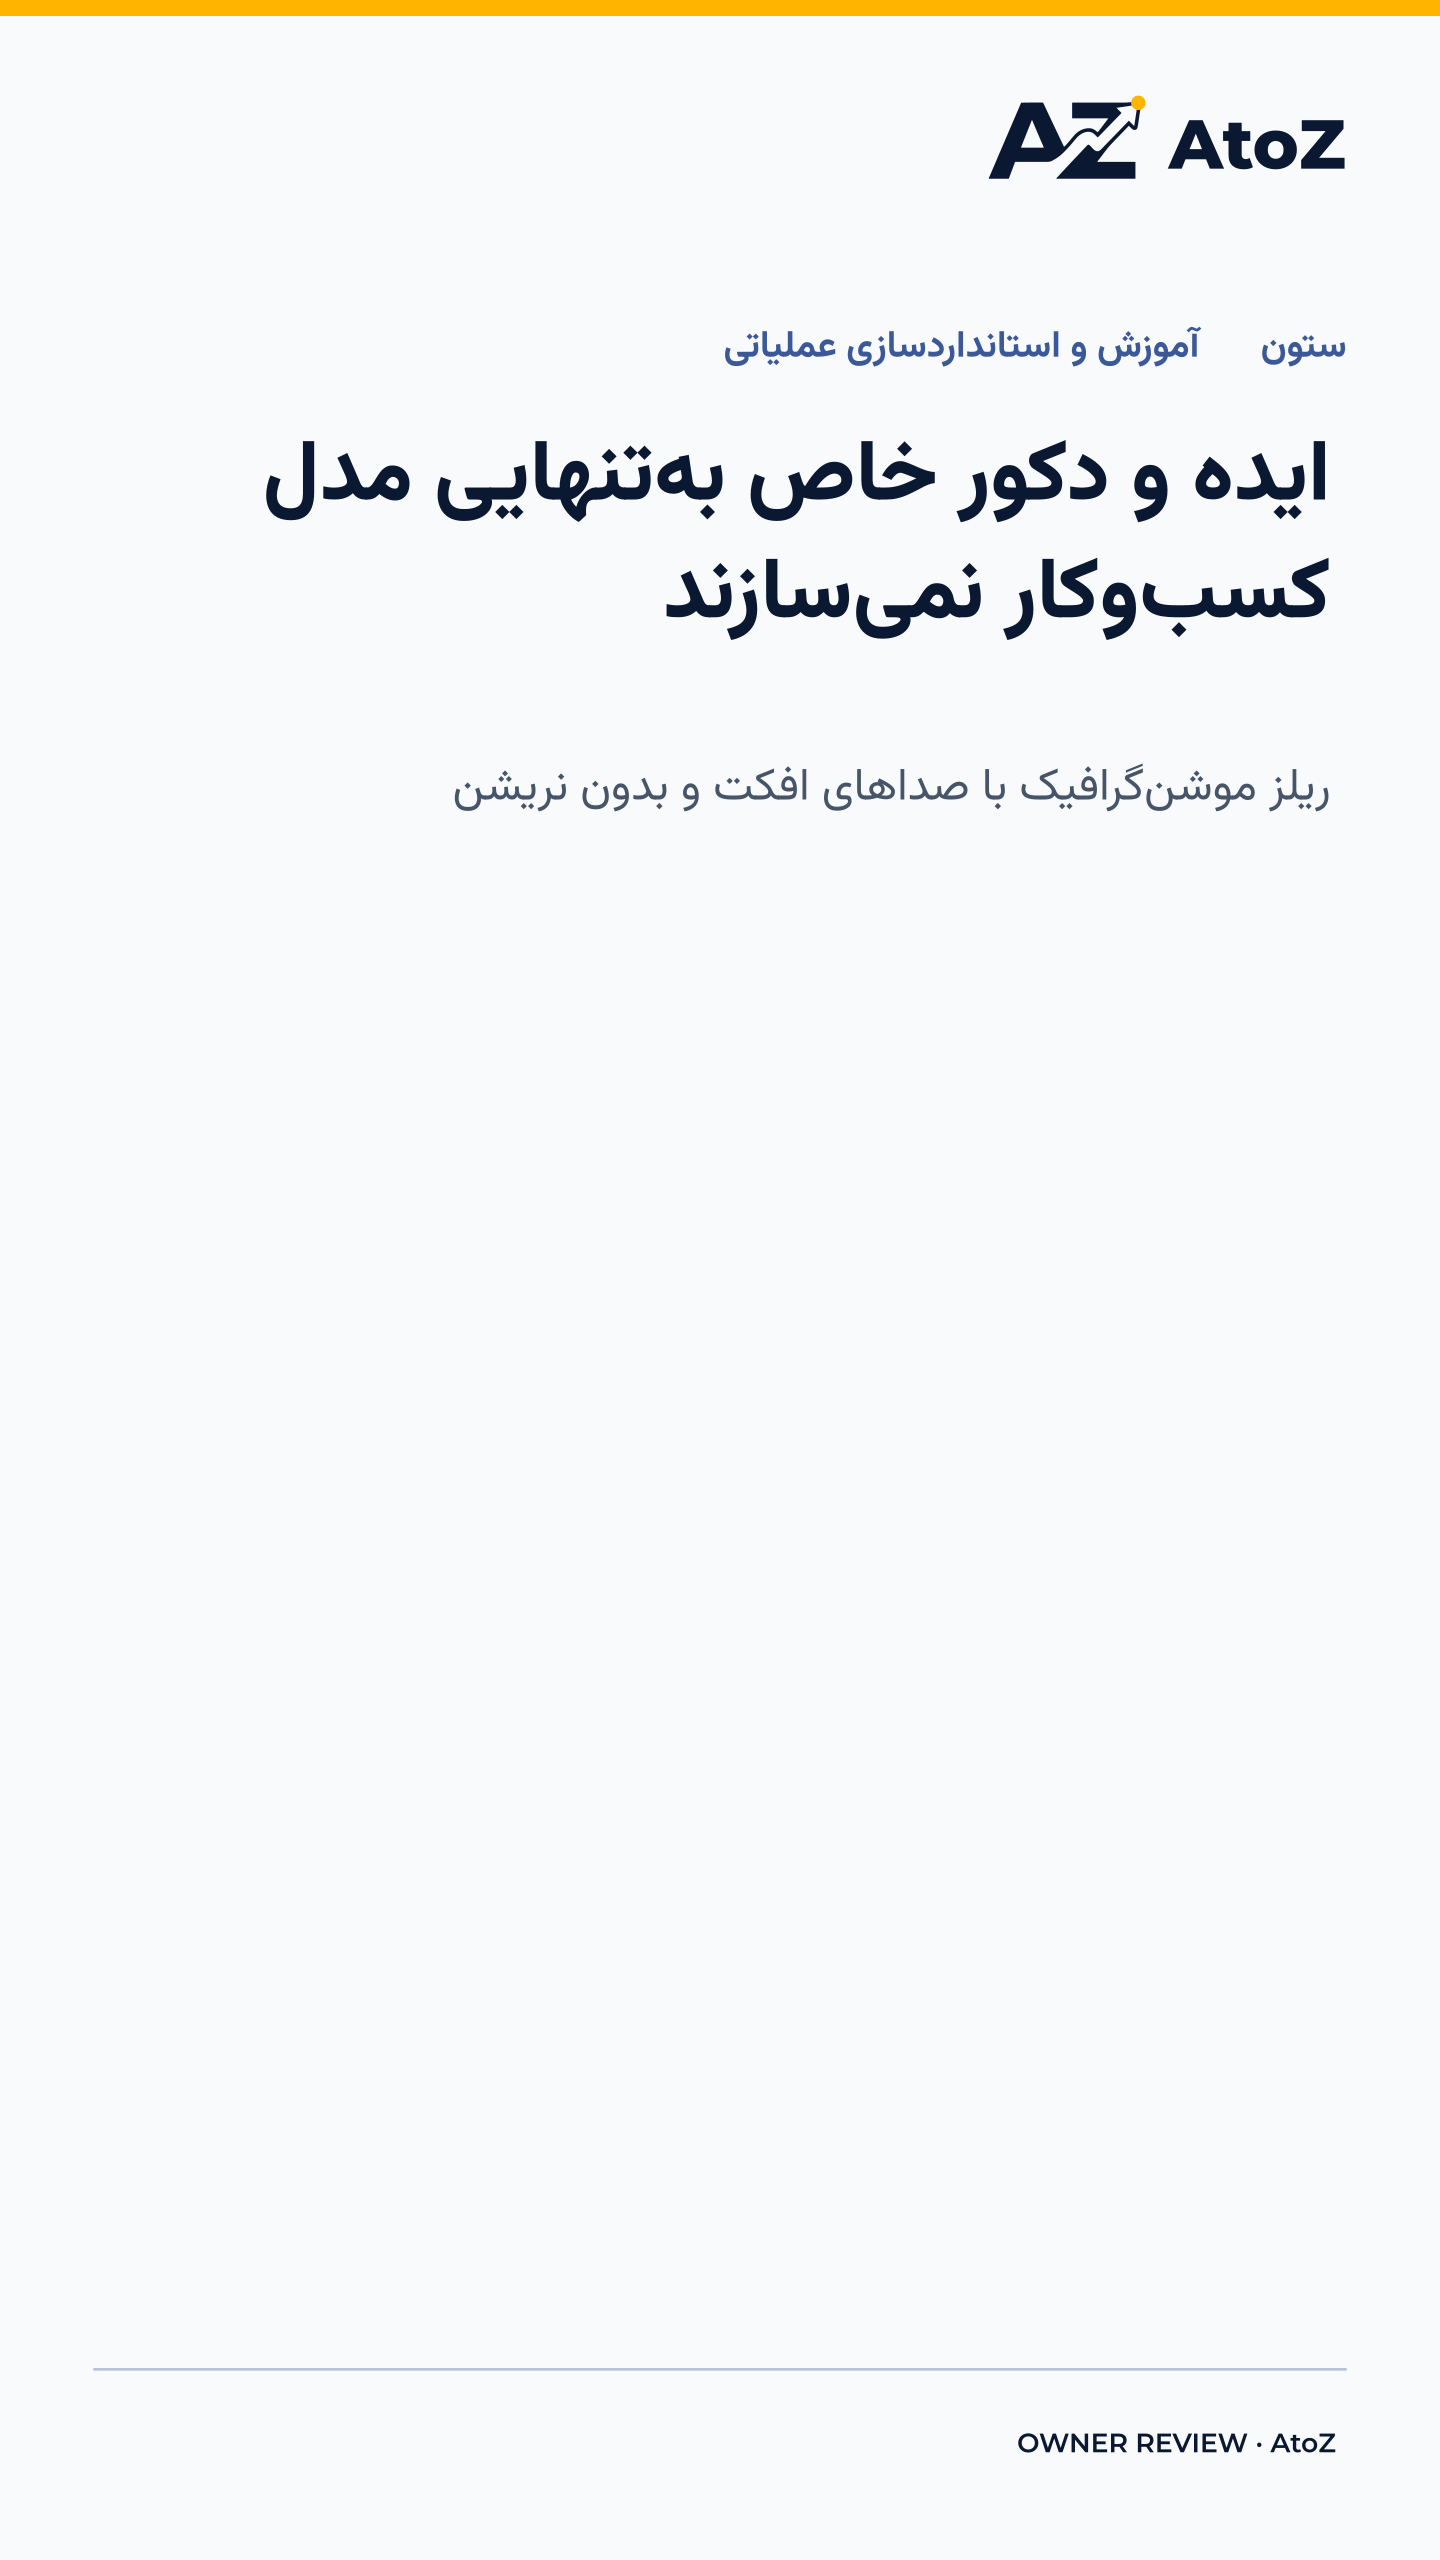 AZ AtoZ
ستون آموزش و استانداردسازی عملیاتی
ایده و دکور خاص به‌تنهایی مدل
کسب‌وکار نمی‌سازند
ریلز موشن‌گرافیک با صداهای افکت و بدون نریشن
OWNER REVIEW · AtoZ